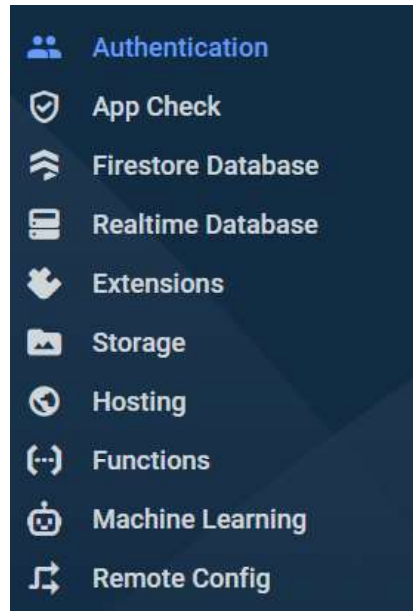 Authentication
App Check
Firestore Database
Realtime Database
Extensions
Storage
Hosting
Functions
Machine Learning
Remote Config